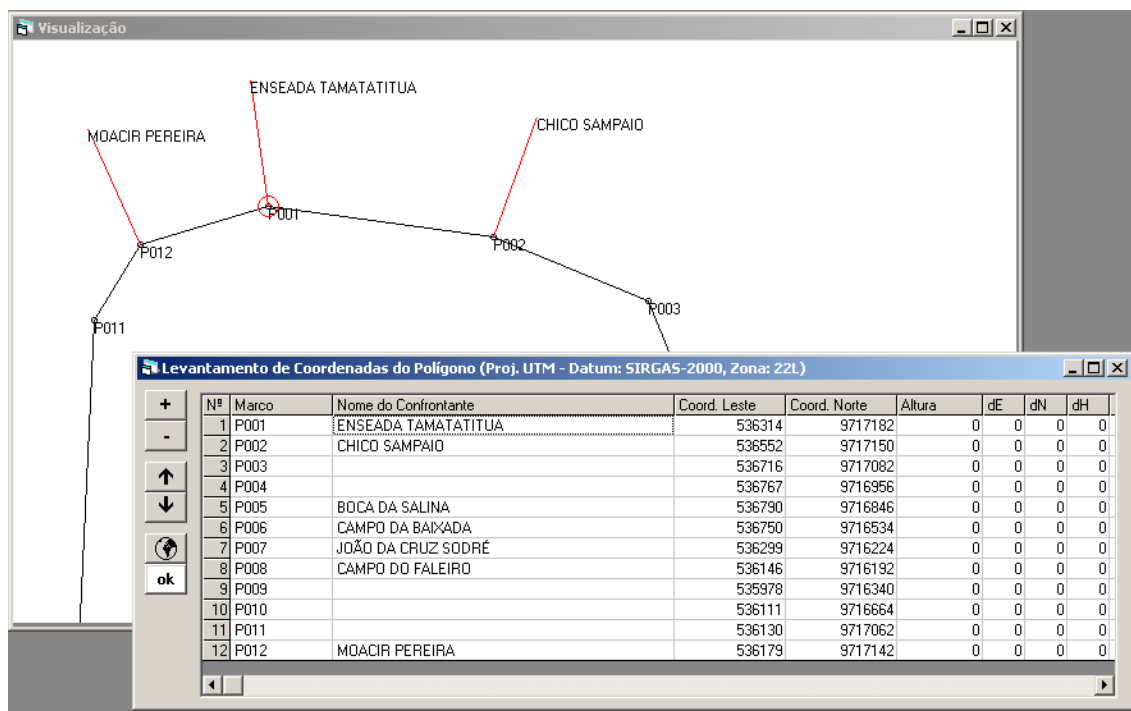 Visualização
ENSEADA TAMATATITUA
CHICO SAMPAIO
MOACIR PEREIRA
P001
P002
P012
P003
P011
Levantamento de Coordenadas do Polígono (Proj. UTM - Datum: SIRGAS-2000, Zona: 22L)
+
-
ok
Nº Marco Nome do Confrontante Coord. Leste Coord. Norte Altura dE dN dH
1 P001 ENSEADA TAMATATITUA 536314 9717182 0 0 0 0
2 P002 CHICO SAMPAIO 536552 9717150 0 0 0 0
3 P003 536716 9717082 0 0 0 0
4 P004 536767 9716956 0 0 0 0
5 P005 BOCA DA SALINA 536790 9716846 0 0 0 0
6 P006 CAMPO DA BAIXADA 536750 9716534 0 0 0 0
7 P007 JOÃO DA CRUZ SODRÉ 536299 9716224 0 0 0 0
8 P008 CAMPO DO FALEIRO 536146 9716192 0 0 0 0
9 P009 535978 9716340 0 0 0 0
10 P010 536111 9716664 0 0 0 0
11 P011 536130 9717062 0 0 0 0
12 P012 MOACIR PEREIRA 536179 9717142 0 0 0 0